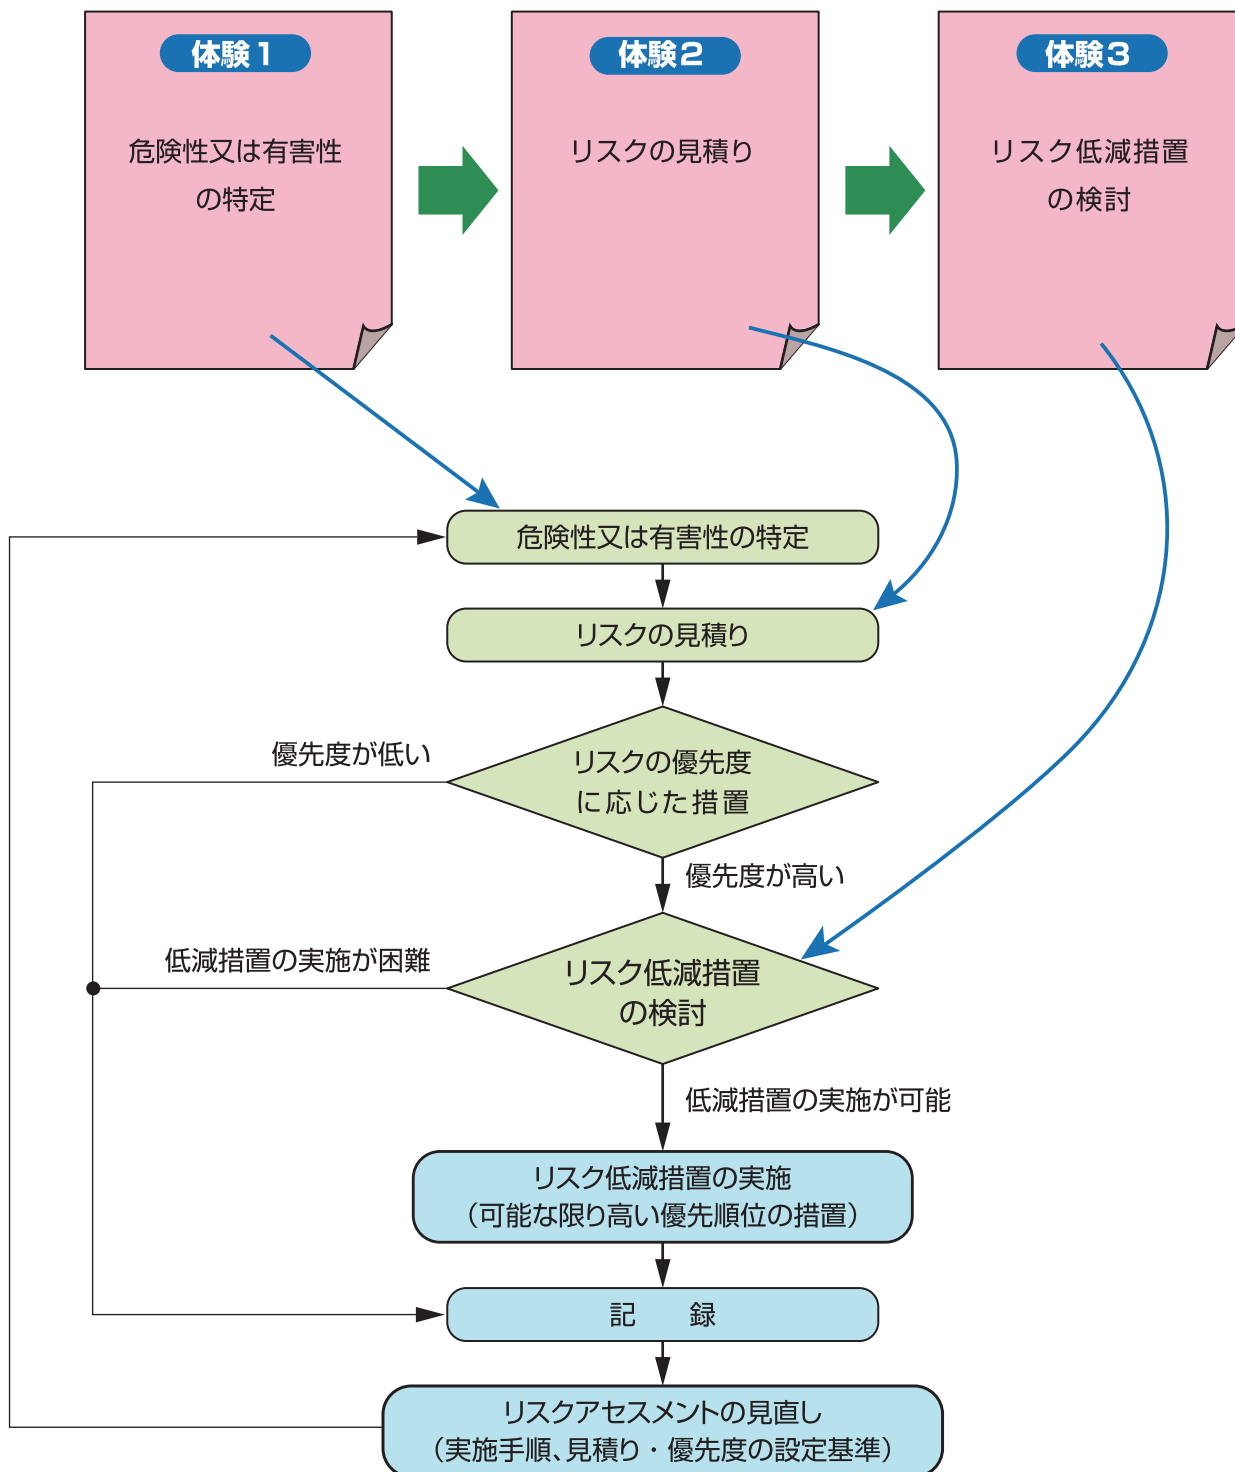 体験1
危険性又は有害性
の特定
体験2
リスクの見積り
体験3
リスク低減措置
の検討
危険性又は有害性の特定
リスクの見積り
リスクの優先度
に応じた措置
優先度が低い
優先度が高い
リスク低減措置
の検討
低減措置の実施が困難
低減措置の実施が可能
リスク低減措置の実施
（可能な限り高い優先順位の措置）
記　録
リスクアセスメントの見直し
（実施手順、見積り・優先度の設定基準）